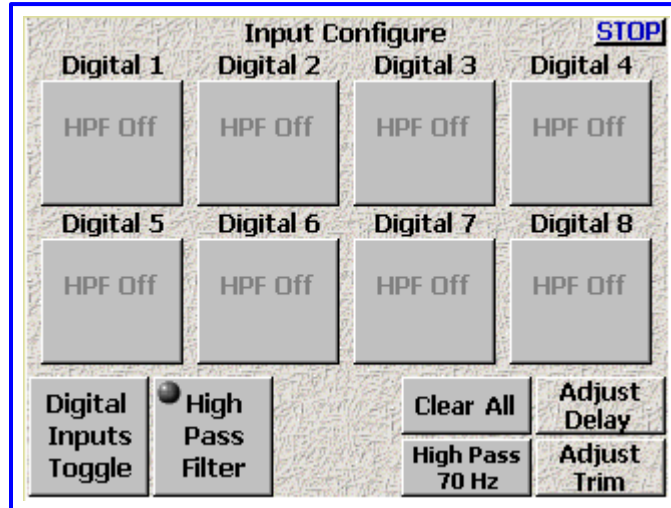 Input Configure STOP
Digital 1 Digital 2 Digital 3 Digital 4
HPF Off HPF Off HPF Off HPF Off
Digital 5 Digital 6 Digital 7 Digital 8
HPF Off HPF Off HPF Off HPF Off
Digital
Inputs
Toggle
High
Pass
Filter
Clear All
High Pass
70 Hz
Adjust
Delay
Adjust
Trim